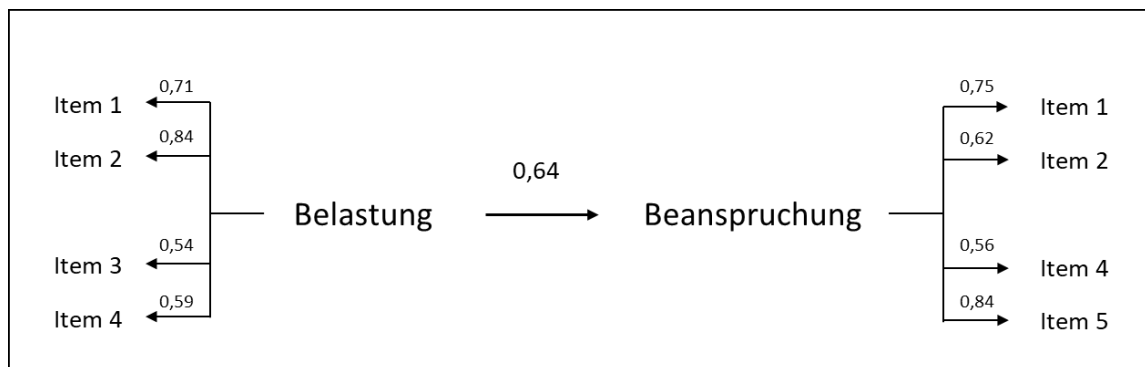 0,71
Item 1
0,84
Item 2
0,54
Item 3
0,59
Item 4
Belastung
0,64
Beanspruchung
0,75
Item 1
0,62
Item 2
0,56
Item 4
0,84
Item 5